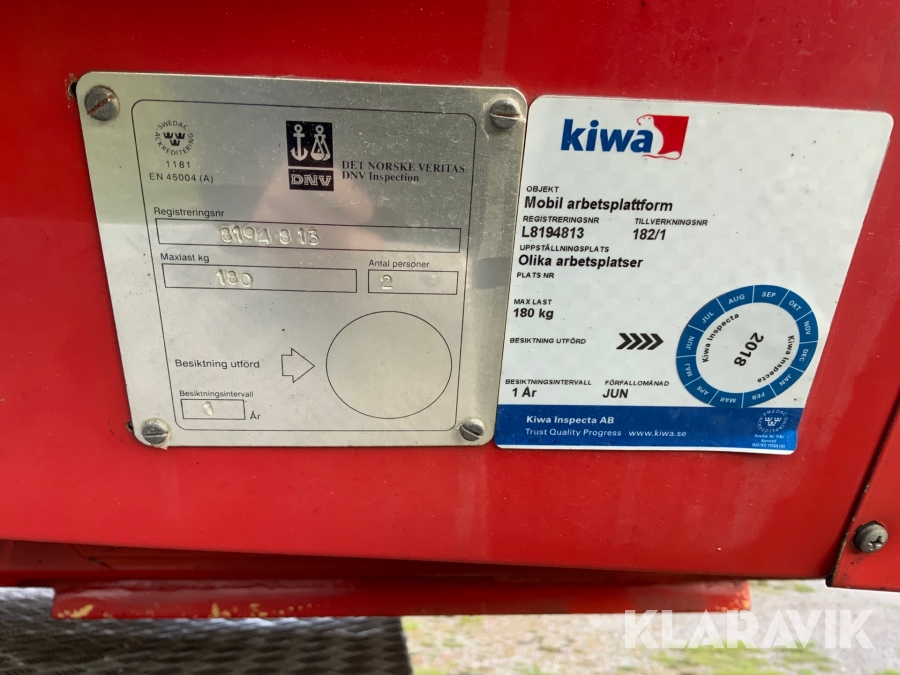 SWEDAC
ACKREDITERING
1181
EN 45004 (A)
DNV
DET NORSKE VERITAS
DNV Inspection
Registreringsnr
8194813
Maxlast kg
180
Antal personer
2
Besiktning utförd
Besiktningsintervall
1 År
kiwa
OBJEKT
Mobil arbetsplattform
REGISTRERINGSNR TILLVERKNINGSNR
L8194813 182/1
UPPSTÄLLNINGSPLATS
Olika arbetsplatser
PLATS NR
MAX LAST
180 kg
BESIKTNING UTFÖRD
BESIKTNINGSINTERVALL FÖRFALLOMÅNAD
1 År JUN
JAN FEB MAR APR MAJ JUN JUL AUG SEP OKT NOV DEC
Kiwa Inspecta
2018
Kiwa Inspecta
Kiwa Inspecta AB
Trust Quality Progress www.kiwa.se
KLARAVIK